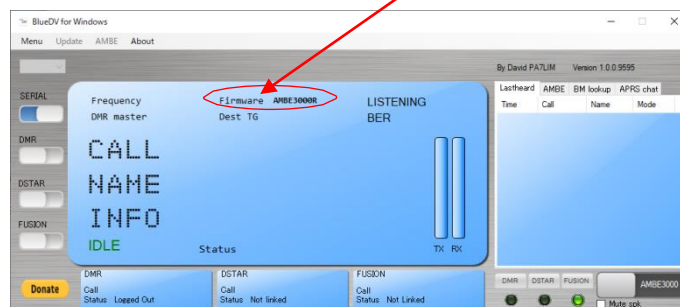 BlueDV for Windows
Menu Update AMBE About
By David PA7LIM Version 1.0.0.9595
SERIAL
DMR
DSTAR
FUSION
Frequency Firmware AMBE3000R LISTENING
DMR master Dest TG BER
CALL
NAME
INFO
IDLE Status TX RX
Lastheard AMBE BM lookup APRS chat
Time Call Name Mode
Donate
DMR
Call
Status Logged Out
DSTAR
Call
Status Not linked
FUSION
Call
Status Not Linked
DMR DSTAR FUSION AMBE3000
Mute spk